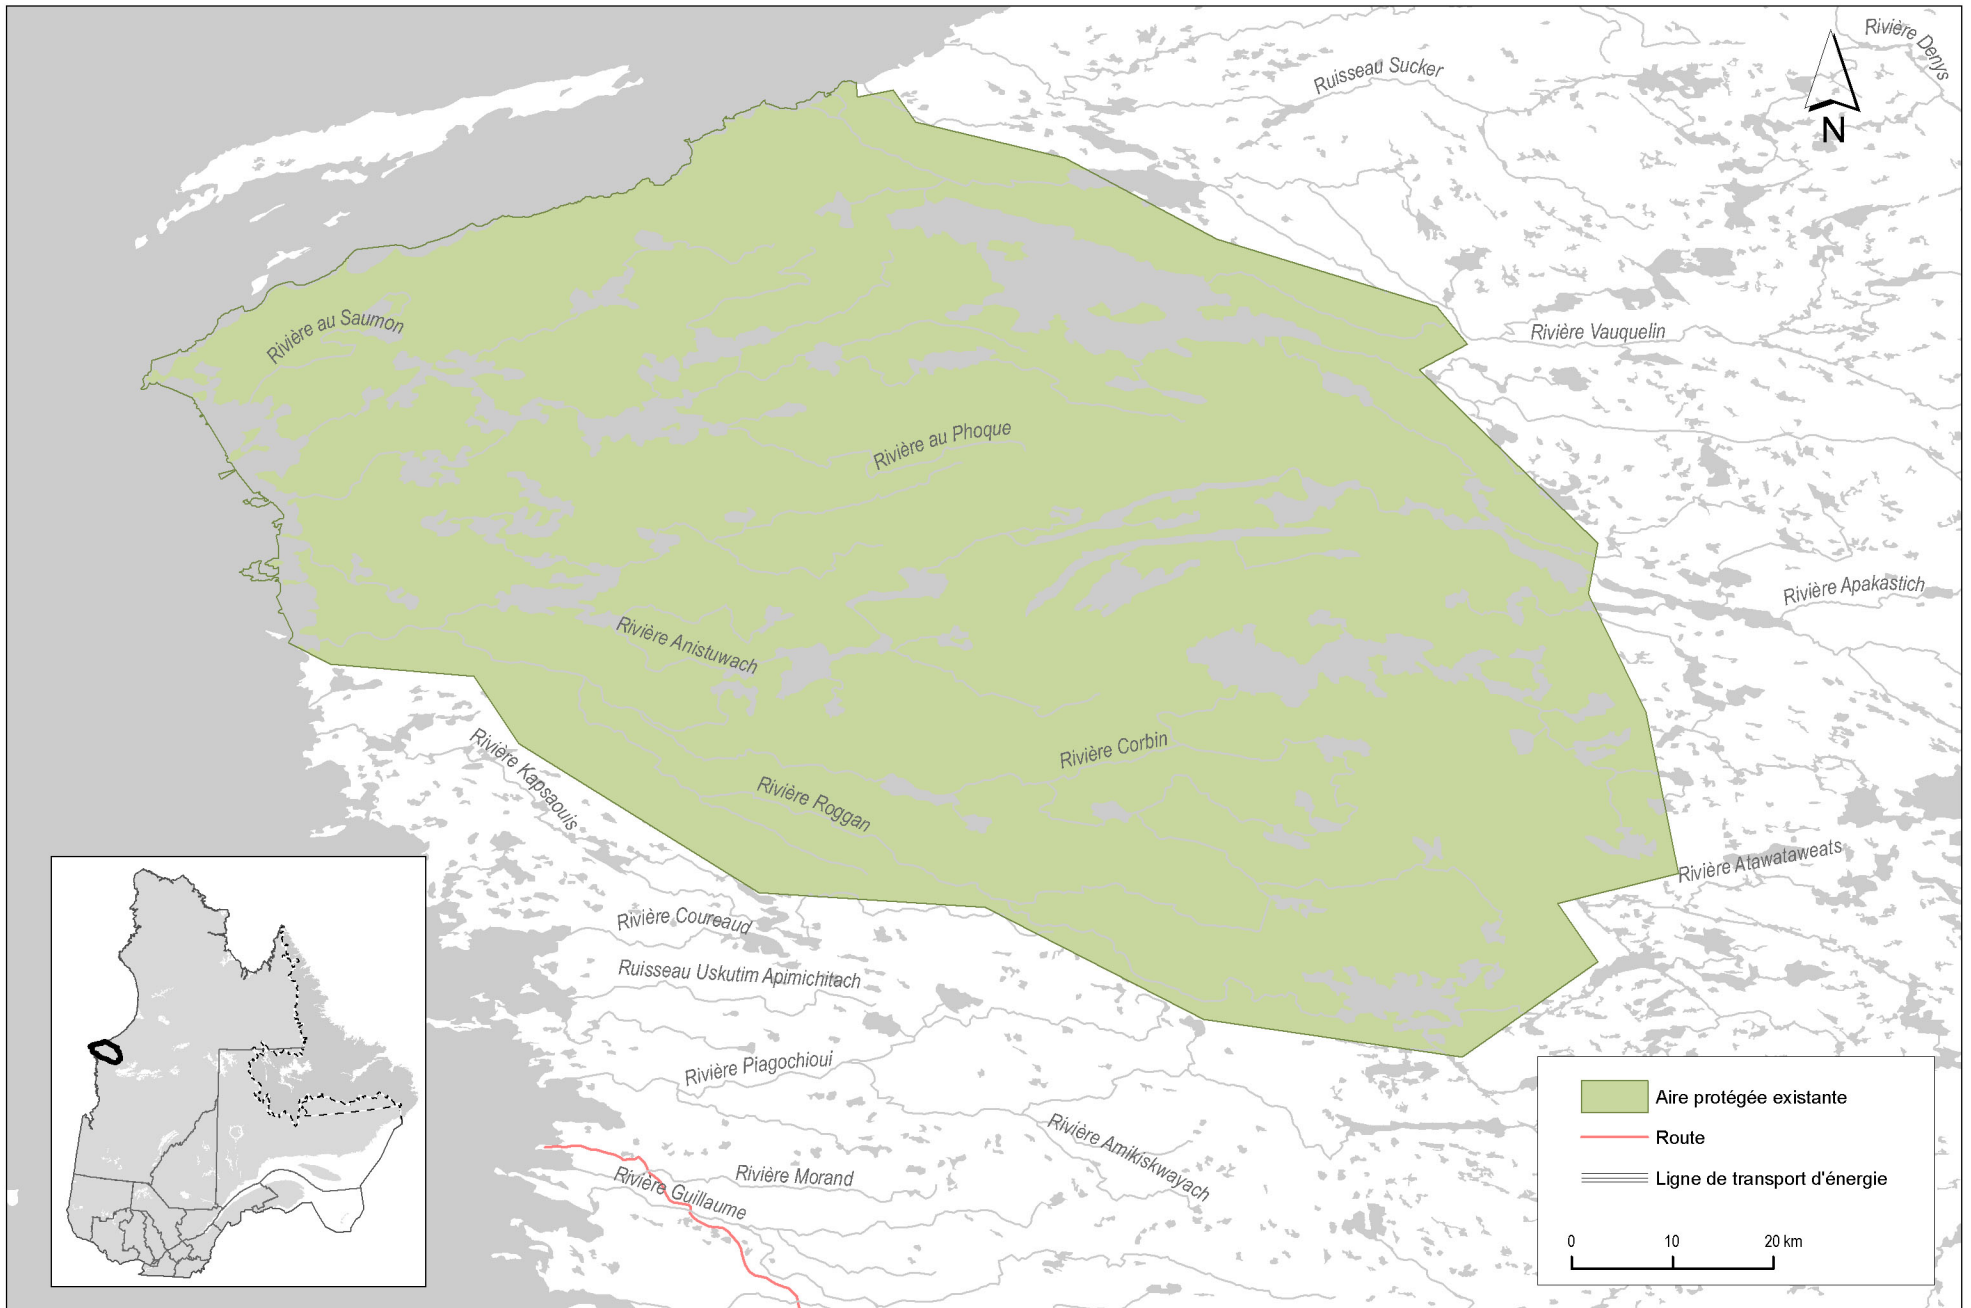 Rivière Denys
Ruisseau Sucker
N
Rivière au Saumon
Rivière Vauquelin
Rivière au Phoque
Rivière Apakastich
Rivière Anistuwach
Rivière Kapsaouis
Rivière Corbin
Rivière Roggan
Rivière Atawataweats
Rivière Coureaud
Ruisseau Uskutim Apimichitach
Rivière Piagochioui
Rivière Amikiskwayach
Rivière Morand
Rivière Guillaume
Aire protégée existante
Route
Ligne de transport d'énergie
0 10 20 km